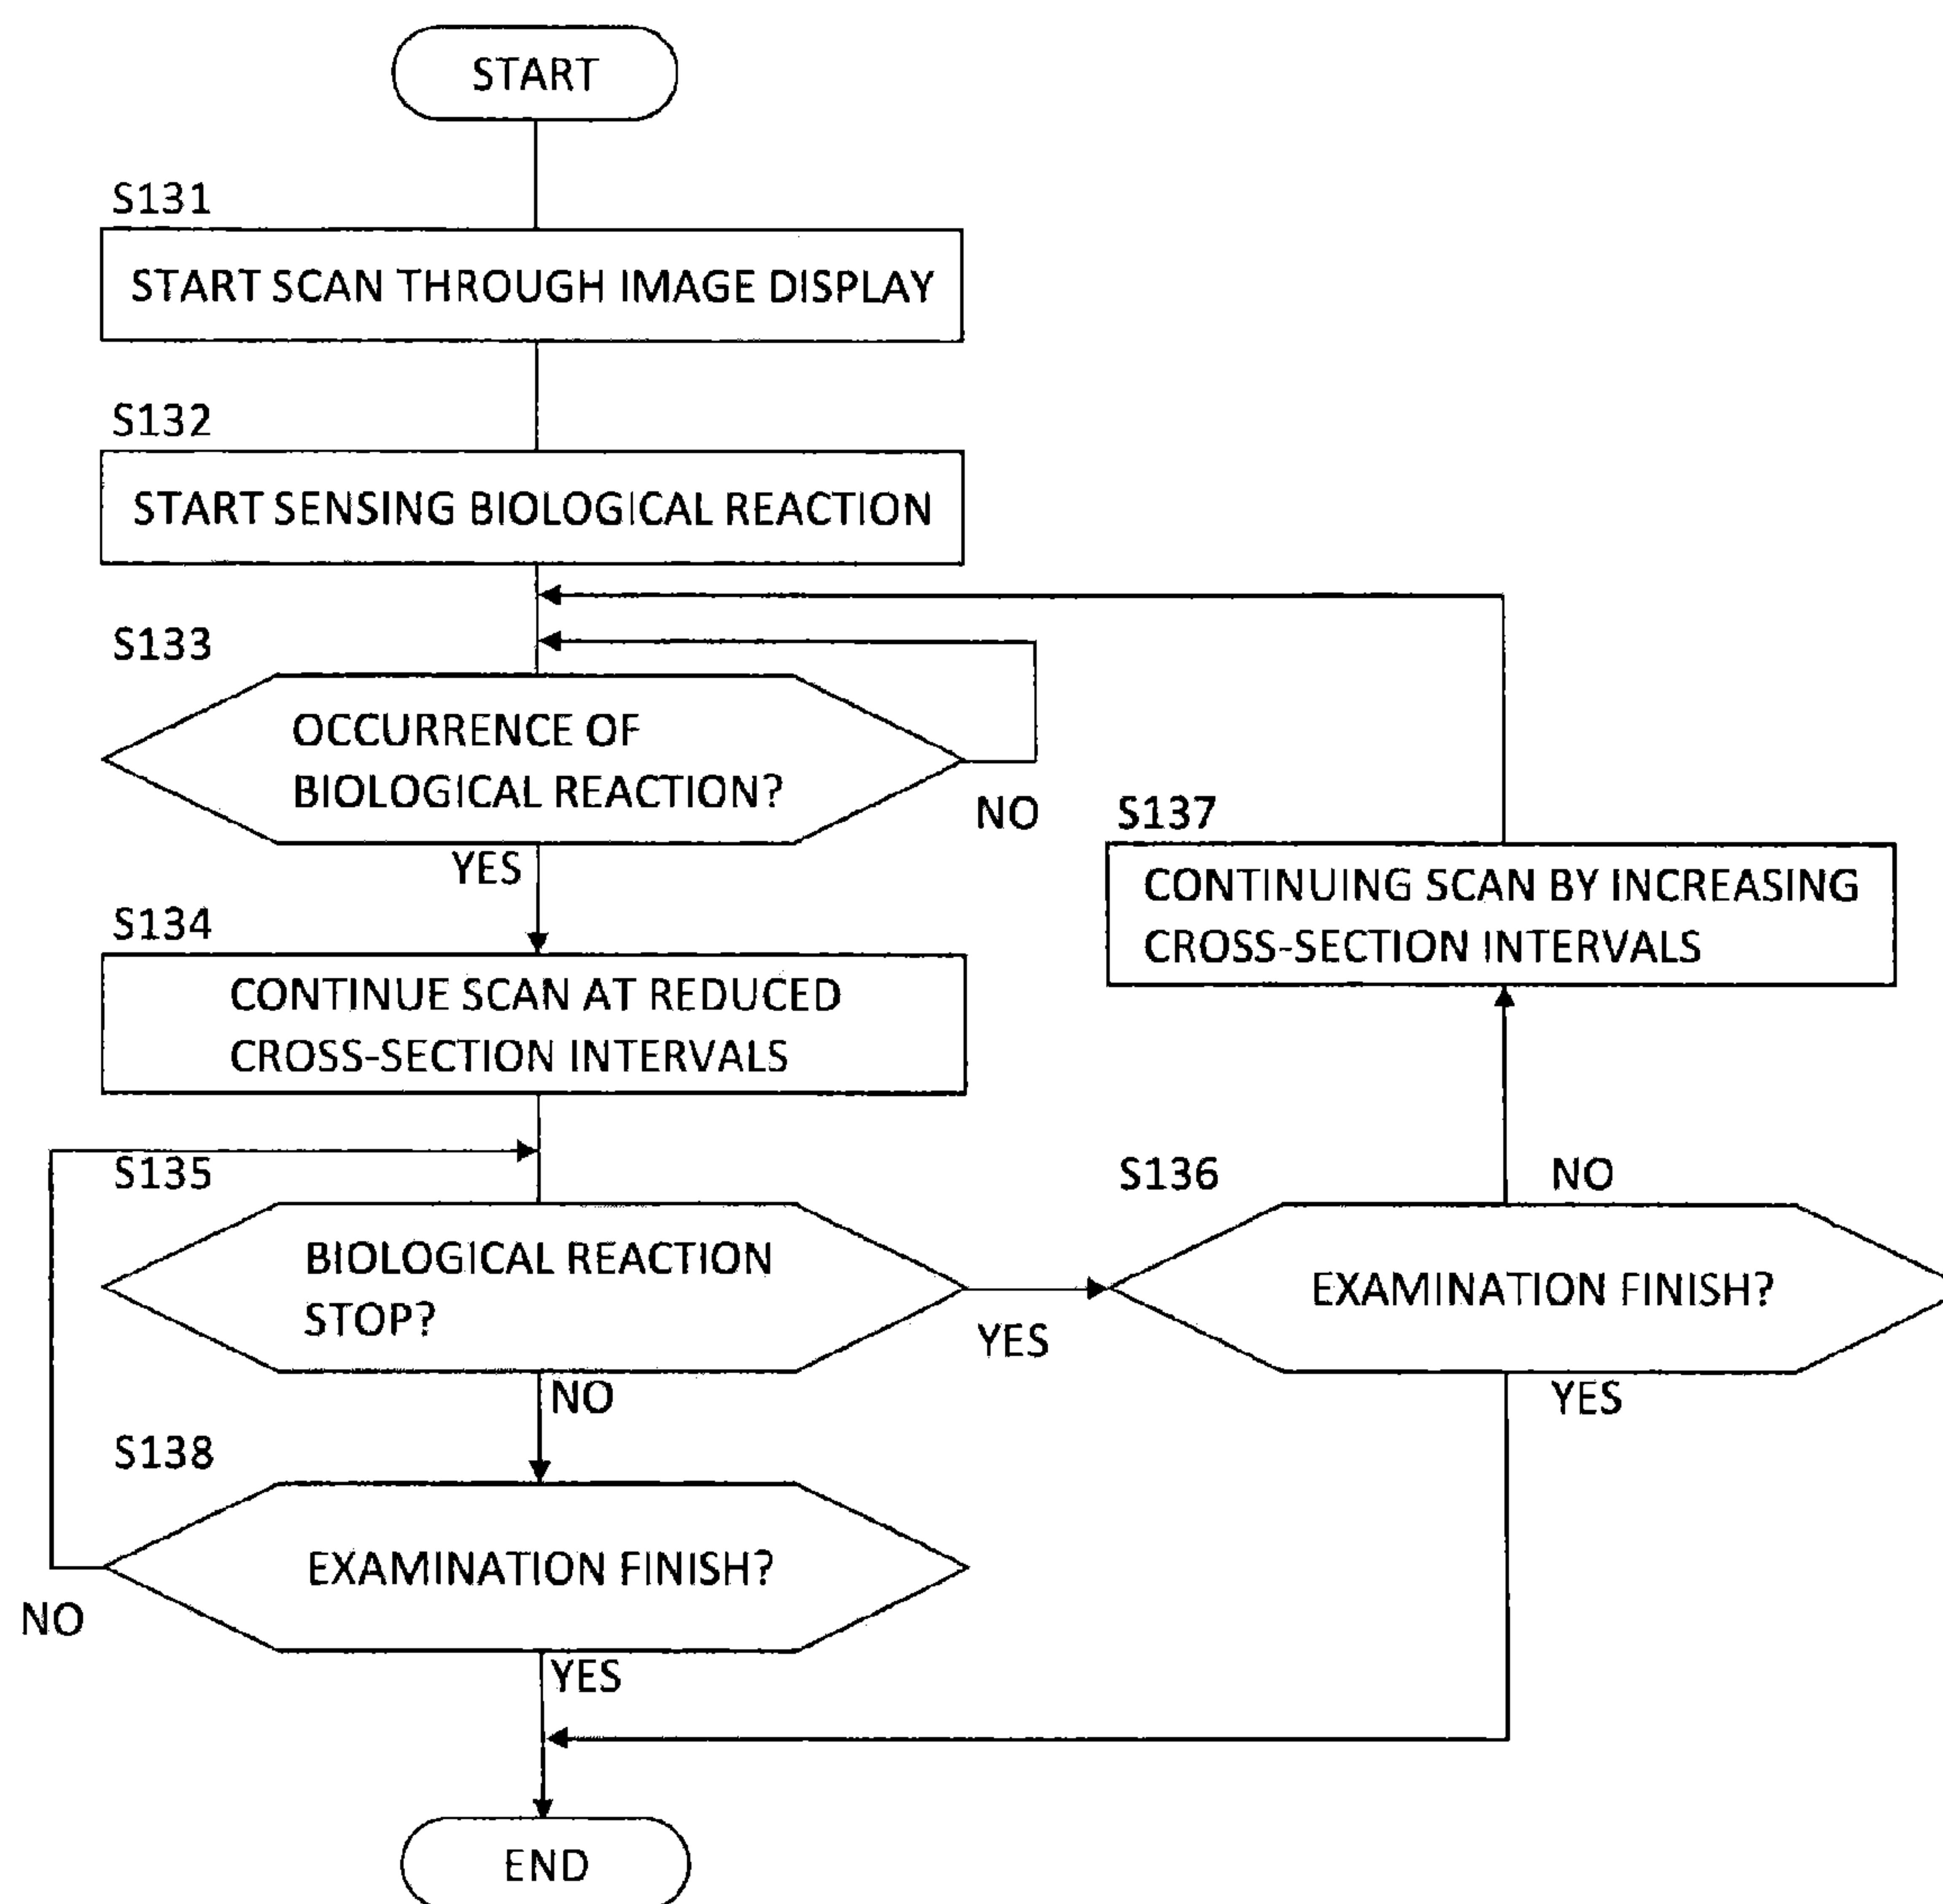 START
S131
START SCAN THROUGH IMAGE DISPLAY
S132
START SENSING BIOLOGICAL REACTION
S133
OCCURRENCE OF
BIOLOGICAL REACTION?
NO
YES
S134
CONTINUE SCAN AT REDUCED
CROSS-SECTION INTERVALS
S135
BIOLOGICAL REACTION
STOP?
YES
NO
S136
EXAMINATION FINISH?
NO
YES
S137
CONTINUING SCAN BY INCREASING
CROSS-SECTION INTERVALS
S138
EXAMINATION FINISH?
NO
YES
END